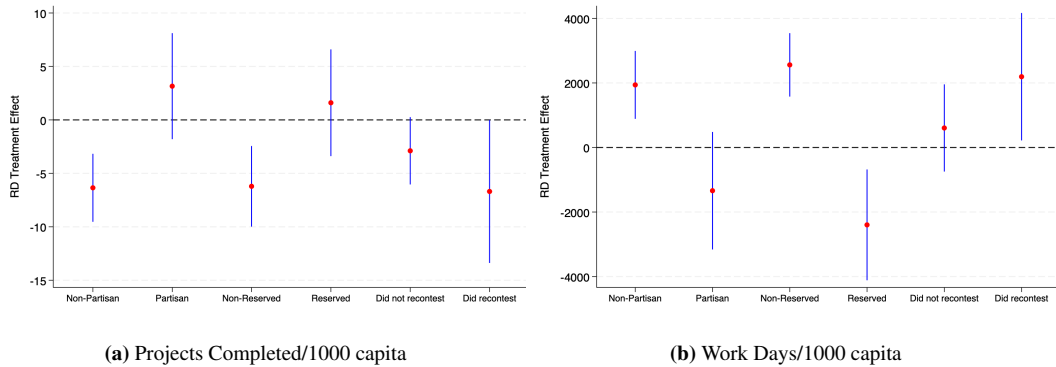 10
5
0
-5
-10
-15
RD Treatment Effect
Non-Partisan Partisan Non-Reserved Reserved Did not recontest Did recontest
(a) Projects Completed/1000 capita
4000
2000
0
-2000
-4000
RD Treatment Effect
Non-Partisan Partisan Non-Reserved Reserved Did not recontest Did recontest
(b) Work Days/1000 capita